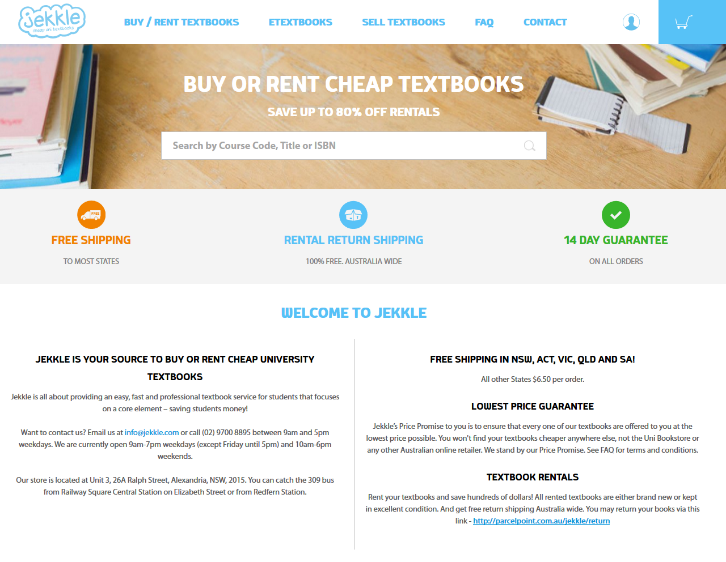 Jekkle
BUY / RENT TEXTBOOKS
ETEXTBOOKS
SELL TEXTBOOKS
FAQ
CONTACT
BUY OR RENT CHEAP TEXTBOOKS
SAVE UP TO 80% OFF RENTALS
Search by Course Code, Title or ISBN
FREE SHIPPING
TO MOST STATES
RENTAL RETURN SHIPPING
100% FREE. AUSTRALIA WIDE
14 DAY GUARANTEE
ON ALL ORDERS
WELCOME TO JEKKLE
JEKKLE IS YOUR SOURCE TO BUY OR RENT CHEAP UNIVERSITY
TEXTBOOKS
Jekkle is all about providing an easy, fast and professional textbook service for students that focuses
on a core element – saving students money!
Want to contact us? Email us at info@jekkle.com or call (02) 9700 8895 between 9am and 5pm
weekdays. We are currently open 9am-7pm weekdays (except Friday until 5pm) and 10am-6pm
weekends.
Our store is located at Unit 3, 26A Ralph Street, Alexandria, NSW, 2015. You can catch the 309 bus
from Railway Square Central Station on Elizabeth Street or from Redfern Station.
FREE SHIPPING IN NSW, ACT, VIC, QLD AND SA!
All other States $6.50 per order.
LOWEST PRICE GUARANTEE
Jekkle's Price Promise to you is to ensure that every one of our textbooks are offered to you at the
lowest price possible. You won't find your textbooks cheaper anywhere else, not the Uni Bookstore or
any other Australian online retailer. We stand by our Price Promise. See FAQ for terms and conditions.
TEXTBOOK RENTALS
Rent your textbooks and save hundreds of dollars! All rented textbooks are either brand new or kept
in excellent condition. And get free return shipping Australia wide. You may return your books via this
link - http://parcelpoint.com.au/jekkle/return